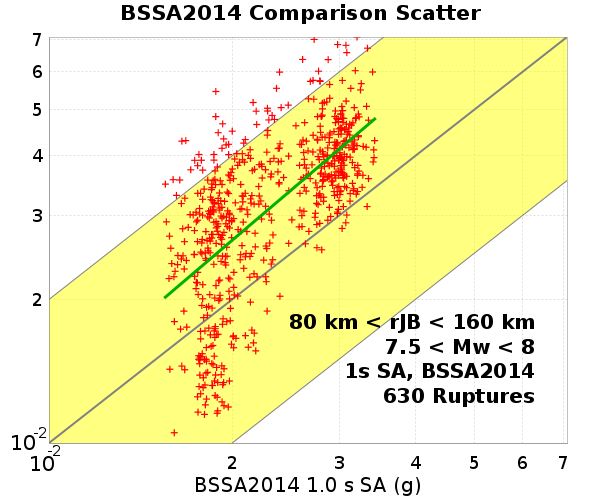 BSSA2014 Comparison Scatter
7
6
5
4
3
2
10-2
80 km < rJB < 160 km
7.5 < Mw < 8
1s SA, BSSA2014
630 Ruptures
10-2 2 3 4 5 6 7
BSSA2014 1.0 s SA (g)